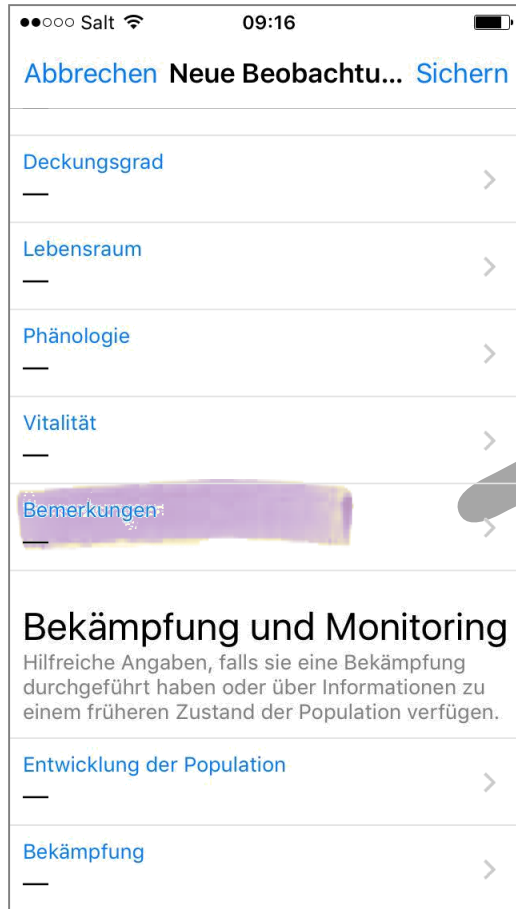 ●●○○○ Salt 09:16
Abbrechen Neue Beobachtu... Sichern
Deckungsgrad
—
Lebensraum
—
Phänologie
—
Vitalität
—
Bemerkungen
—
Bekämpfung und Monitoring
Hilfreiche Angaben, falls sie eine Bekämpfung
durchgeführt haben oder über Informationen zu
einem früheren Zustand der Population verfügen.
Entwicklung der Population
—
Bekämpfung
—